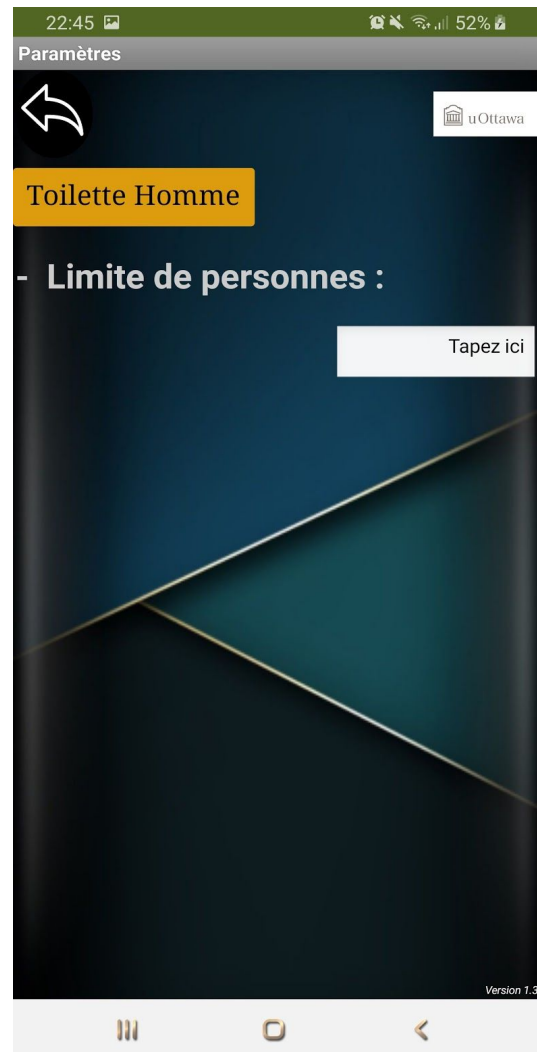 22:45 52%
Paramètres
uOttawa
Toilette Homme
- Limite de personnes :
Tapez ici
Version 1.3